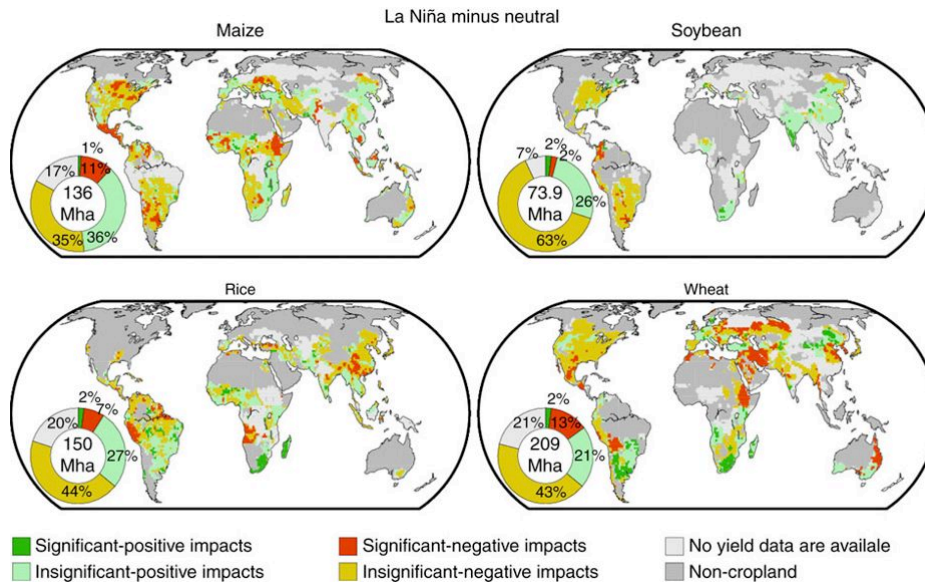 La Niña minus neutral
Maize
Soybean
1%
11%
17%
136
Mha
35%
36%
2%
2%
7%
73.9
Mha
26%
63%
Rice
Wheat
2%
7%
20%
150
Mha
27%
44%
2%
13%
21%
209
Mha
21%
43%
Significant-positive impacts
Significant-negative impacts
No yield data are availale
Insignificant-positive impacts
Insignificant-negative impacts
Non-cropland